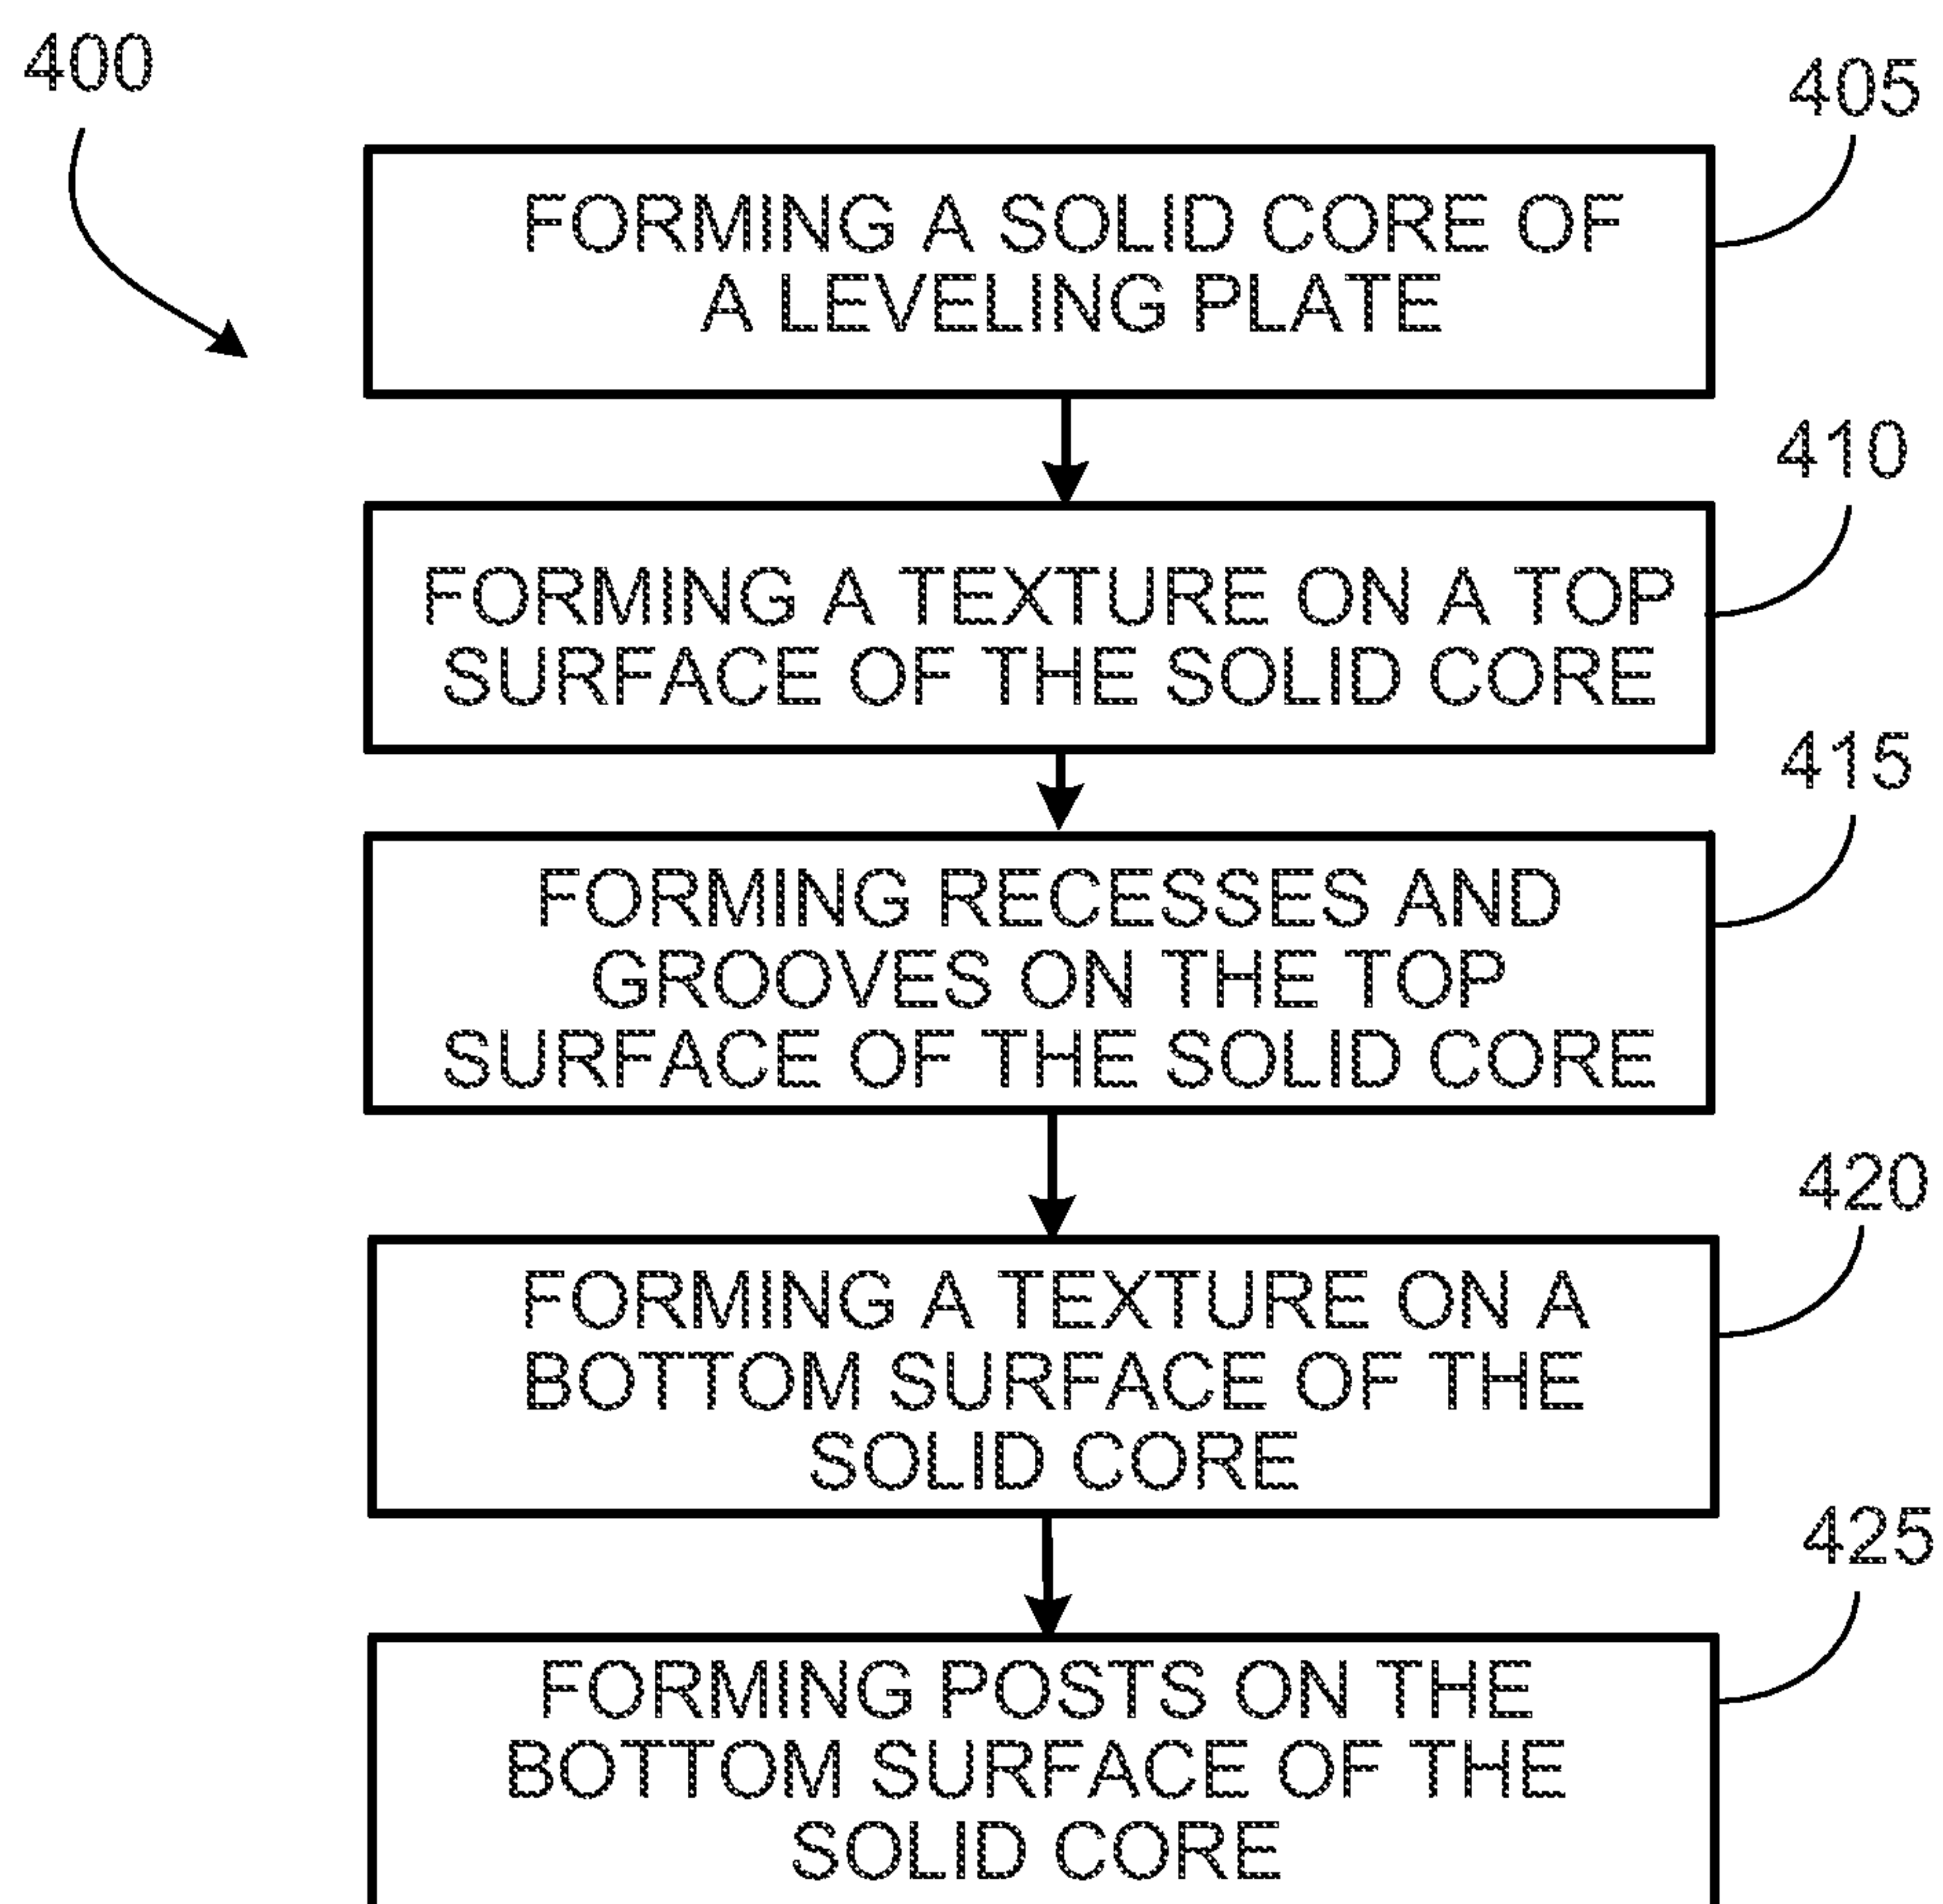 400
405
FORMING A SOLID CORE OF
A LEVELING PLATE
410
FORMING A TEXTURE ON A TOP
SURFACE OF THE SOLID CORE
415
FORMING RECESSES AND
GROOVES ON THE TOP
SURFACE OF THE SOLID CORE
420
FORMING A TEXTURE ON A
BOTTOM SURFACE OF THE
SOLID CORE
425
FORMING POSTS ON THE
BOTTOM SURFACE OF THE
SOLID CORE